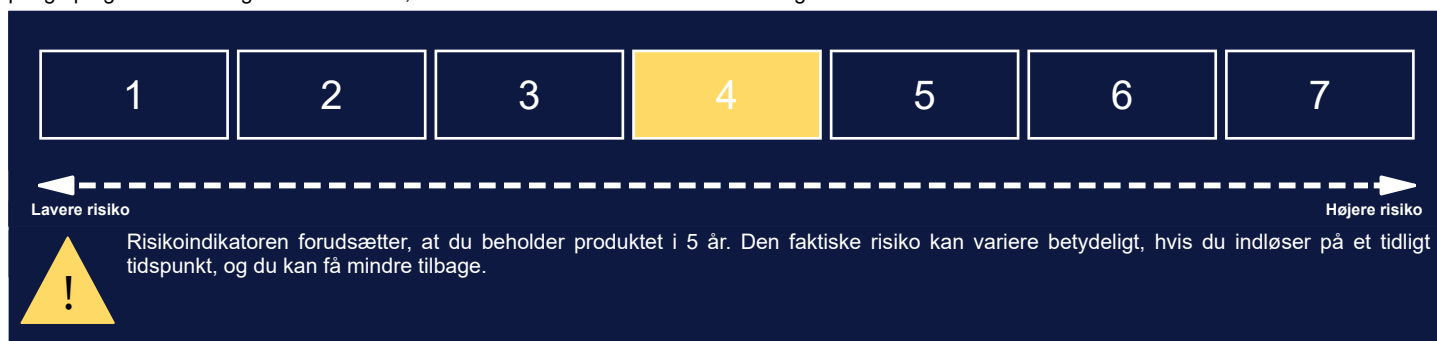 1 2 3 4 5 6 7
Lavere risiko Højere risiko
Risikoindikatoren forudsætter, at du beholder produktet i 5 år. Den faktiske risiko kan variere betydeligt, hvis du indløser på et tidligt
tidspunkt, og du kan få mindre tilbage.
!